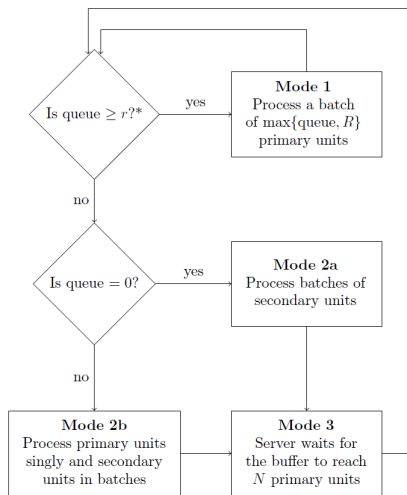 Is queue ≥ r?*
yes
Mode 1
Process a batch
of max{queue, R}
primary units
no
Is queue = 0?
yes
Mode 2a
Process batches of
secondary units
no
Mode 2b
Process primary units
singly and secondary
units in batches
Mode 3
Server waits for
the buffer to reach
N primary units